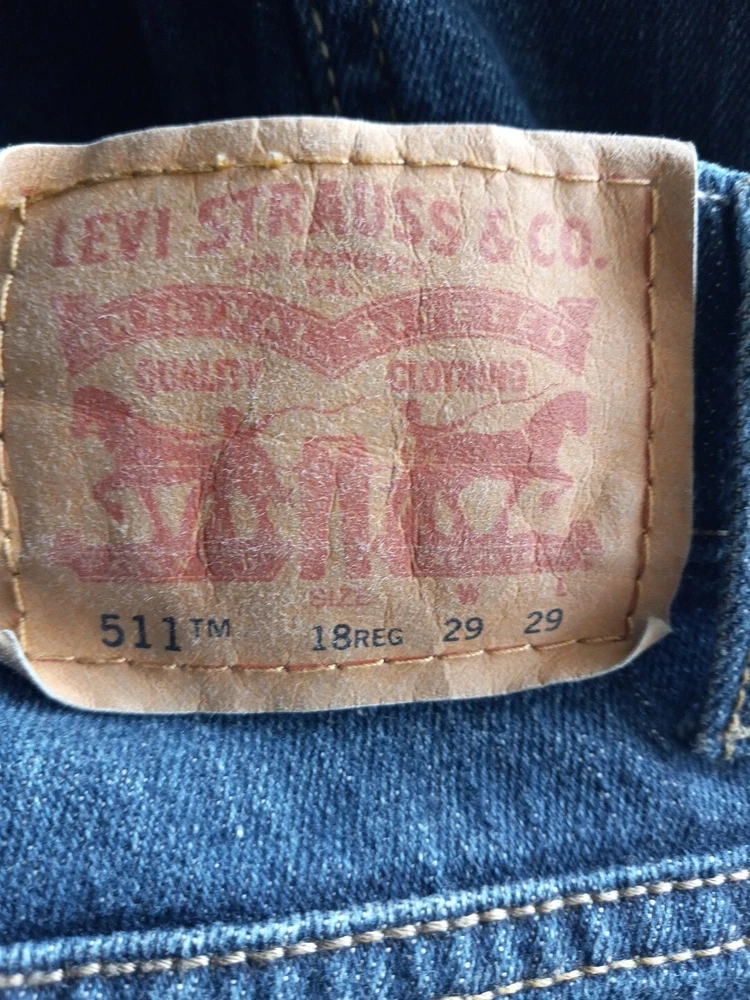 LEVI STRAUSS & CO.
SAN FRANCISCO
CAL
ORIGINAL RIVETED
QUALITY CLOTHING
SIZE W L
511™ 18REG 29 29